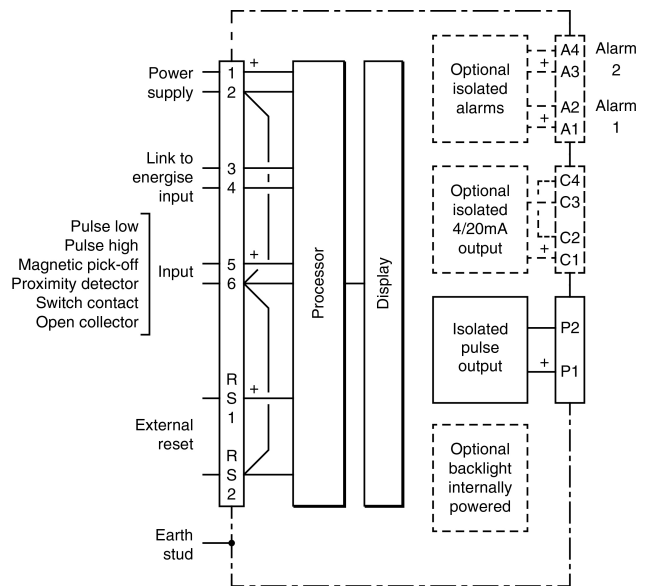 Power
supply
1
2
+
Link to
energise
input
3
4
Pulse low
Pulse high
Magnetic pick-off
Proximity detector
Switch contact
Open collector
Input
5
6
+
External
reset
R
S
1
+
R
S
2
Earth
stud
Processor
Display
Optional
isolated
alarms
+
+
A4
A3
A2
A1
Alarm
2
Alarm
1
Optional
isolated
4/20mA
output
+
C4
C3
C2
C1
Isolated
pulse
output
+
P2
P1
Optional
backlight
internally
powered